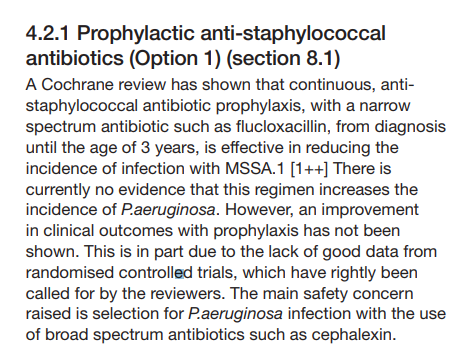 4.2.1 Prophylactic anti-staphylococcal
antibiotics (Option 1) (section 8.1)
A Cochrane review has shown that continuous, anti-
staphylococcal antibiotic prophylaxis, with a narrow
spectrum antibiotic such as flucloxacillin, from diagnosis
until the age of 3 years, is effective in reducing the
incidence of infection with MSSA.1 [1++] There is
currently no evidence that this regimen increases the
incidence of P.aeruginosa. However, an improvement
in clinical outcomes with prophylaxis has not been
shown. This is in part due to the lack of good data from
randomised controlled trials, which have rightly been
called for by the reviewers. The main safety concern
raised is selection for P.aeruginosa infection with the use
of broad spectrum antibiotics such as cephalexin.